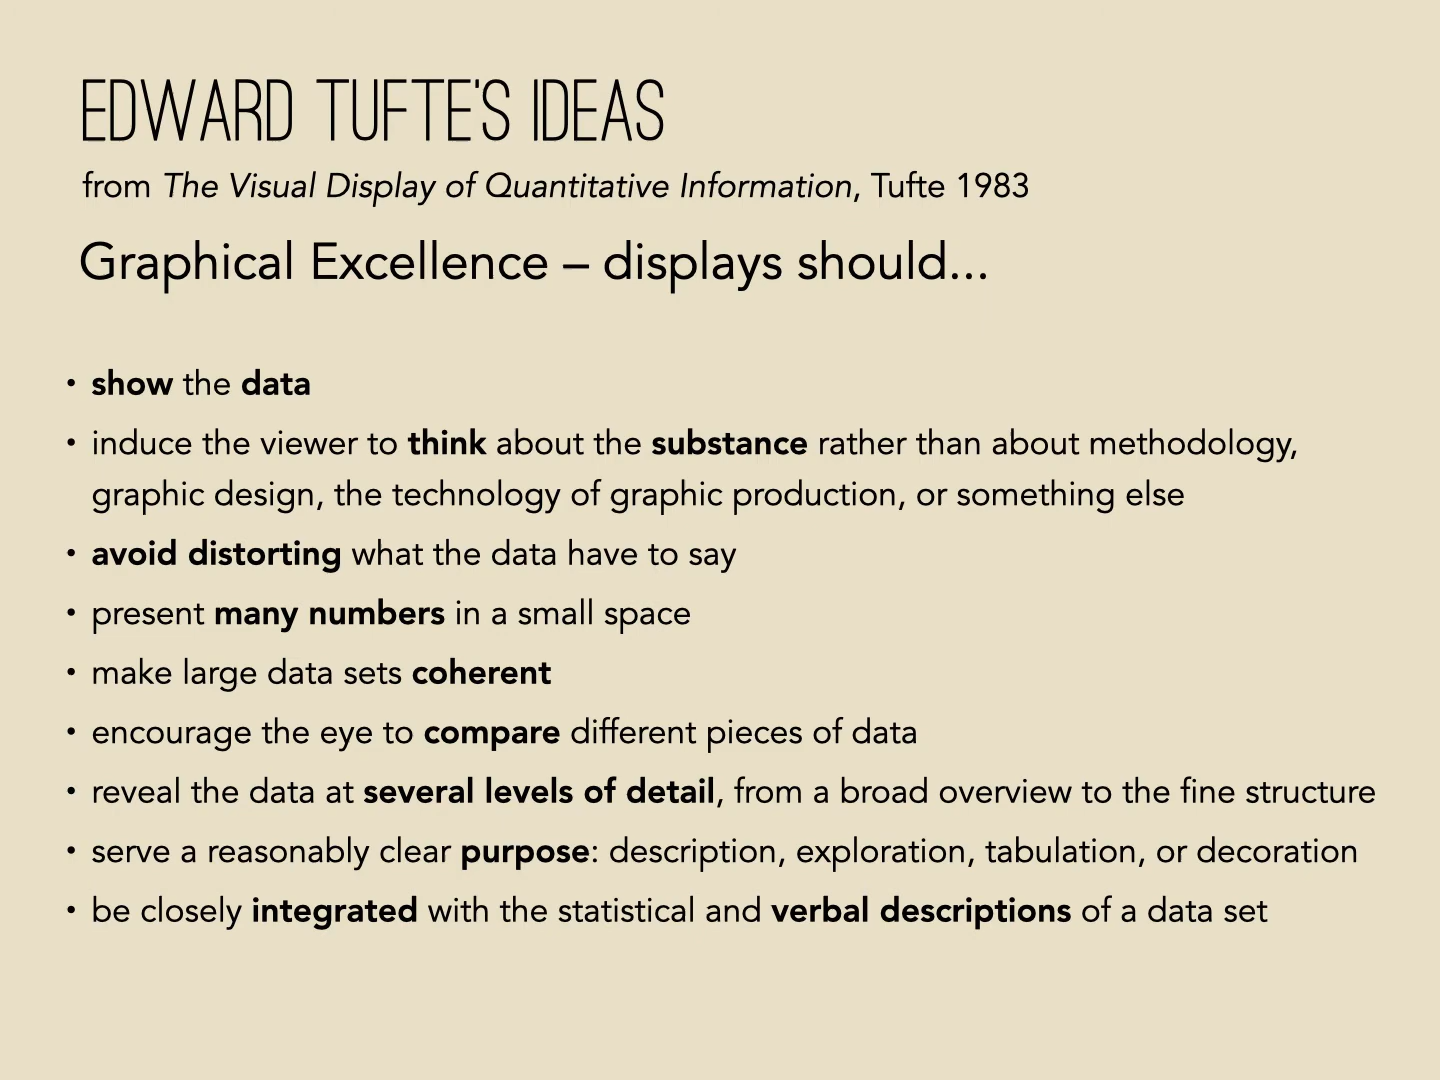 EDWARD TUFTE'S IDEAS
from The Visual Display of Quantitative Information, Tufte 1983
Graphical Excellence – displays should...
• show the data
• induce the viewer to think about the substance rather than about methodology,
graphic design, the technology of graphic production, or something else
• avoid distorting what the data have to say
• present many numbers in a small space
• make large data sets coherent
• encourage the eye to compare different pieces of data
• reveal the data at several levels of detail, from a broad overview to the fine structure
• serve a reasonably clear purpose: description, exploration, tabulation, or decoration
• be closely integrated with the statistical and verbal descriptions of a data set